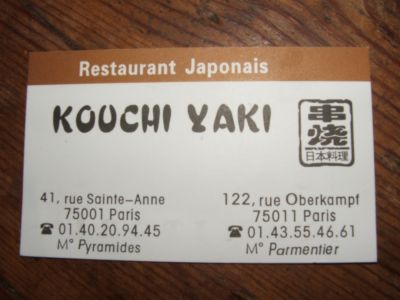 Restaurant Japonais
KOUCHI YAKI
串
烧
日本料理
41, rue Sainte-Anne
75001 Paris
☎ 01.40.20.94.45
M° Pyramides
122, rue Oberkampf
75011 Paris
☎ 01.43.55.46.61
M° Parmentier